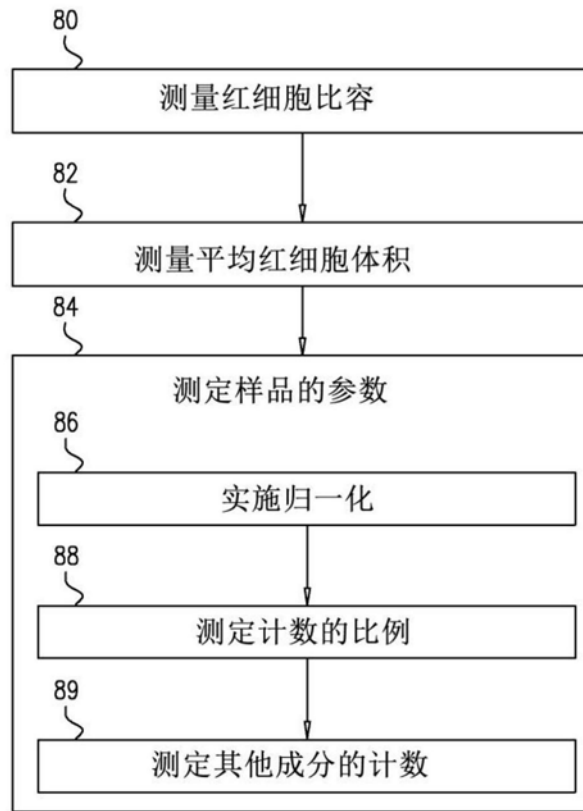 80
测量红细胞比容
82
测量平均红细胞体积
84
测定样品的参数
86
实施归一化
88
测定计数的比例
89
测定其他成分的计数